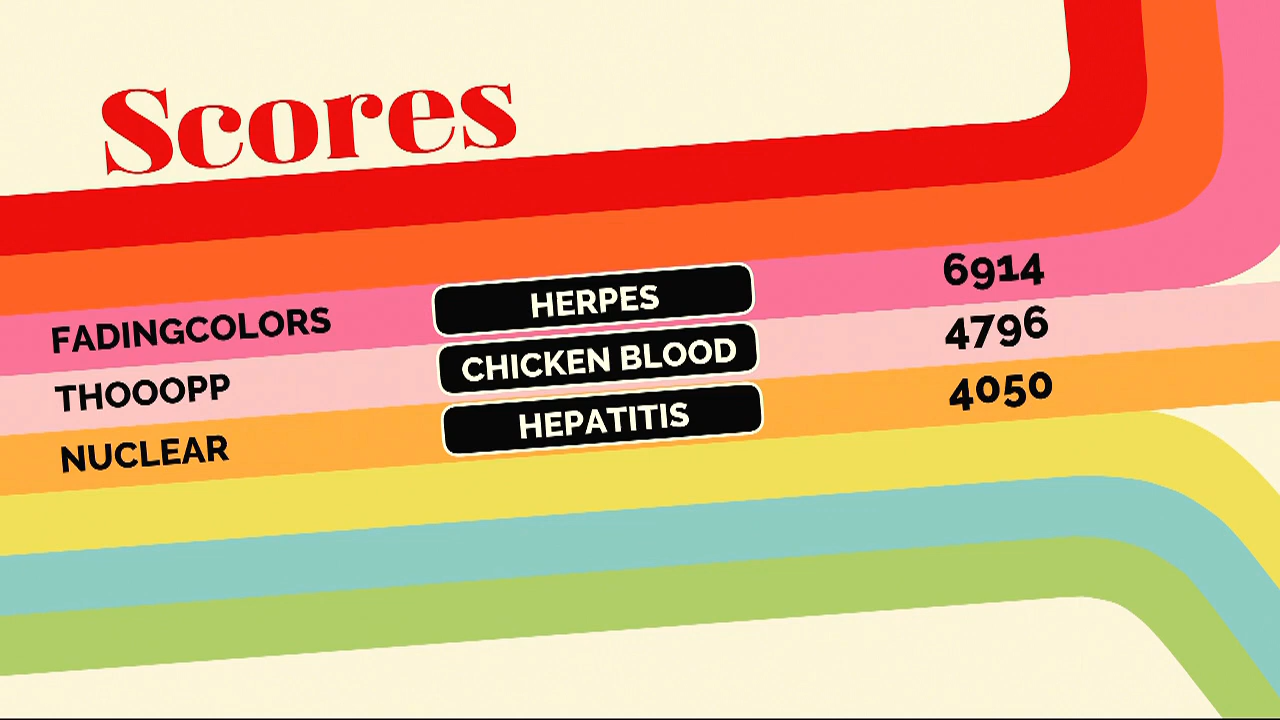 Scores
FADINGCOLORS HERPES 6914
THOOOPP CHICKEN BLOOD 4796
NUCLEAR HEPATITIS 4050